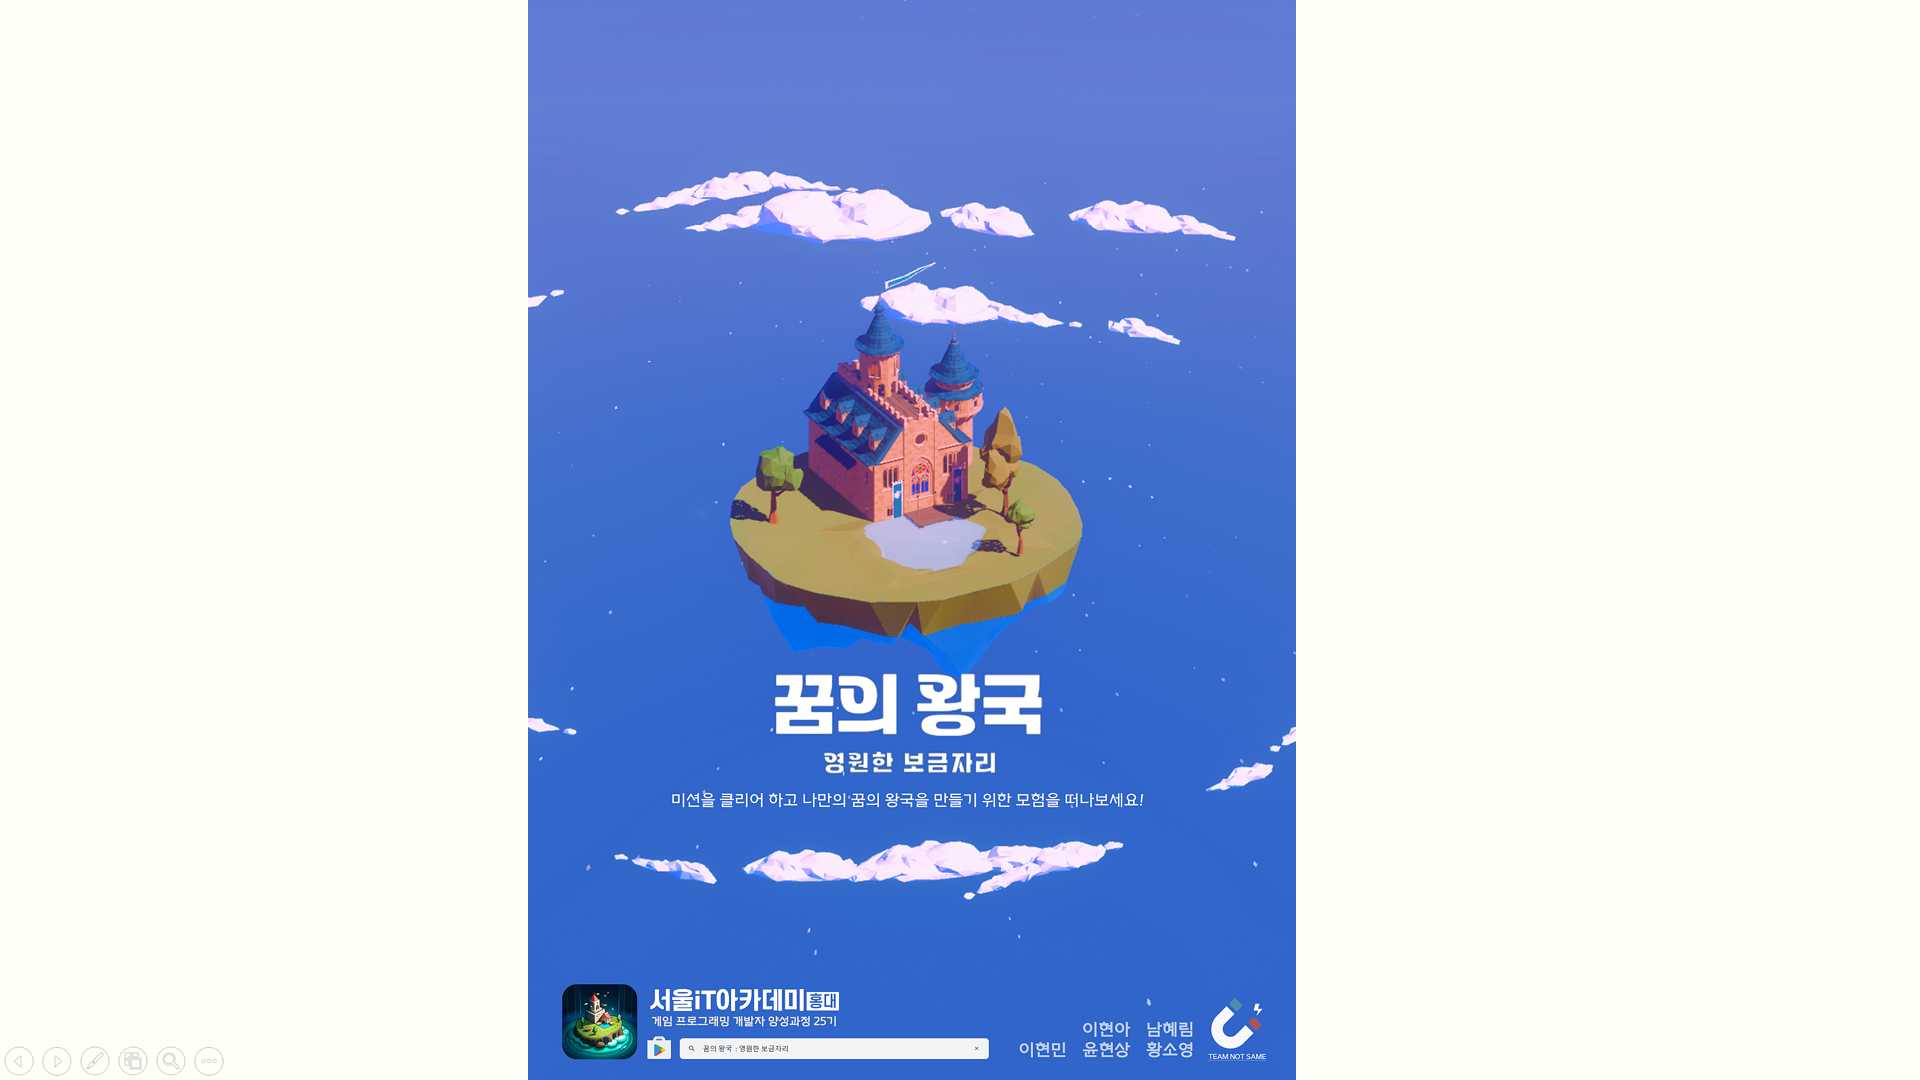 꿈의 왕국
영원한 보금자리
미션을 클리어 하고 나만의 꿈의 왕국을 만들기 위한 모험을 떠나보세요!
서울iT아카데미홍대
게임 프로그래밍 개발자 양성과정 25기
꿈의 왕국 : 영원한 보금자리
이현아 남혜림
이현민 윤현상 황소영
TEAM NOT SAME